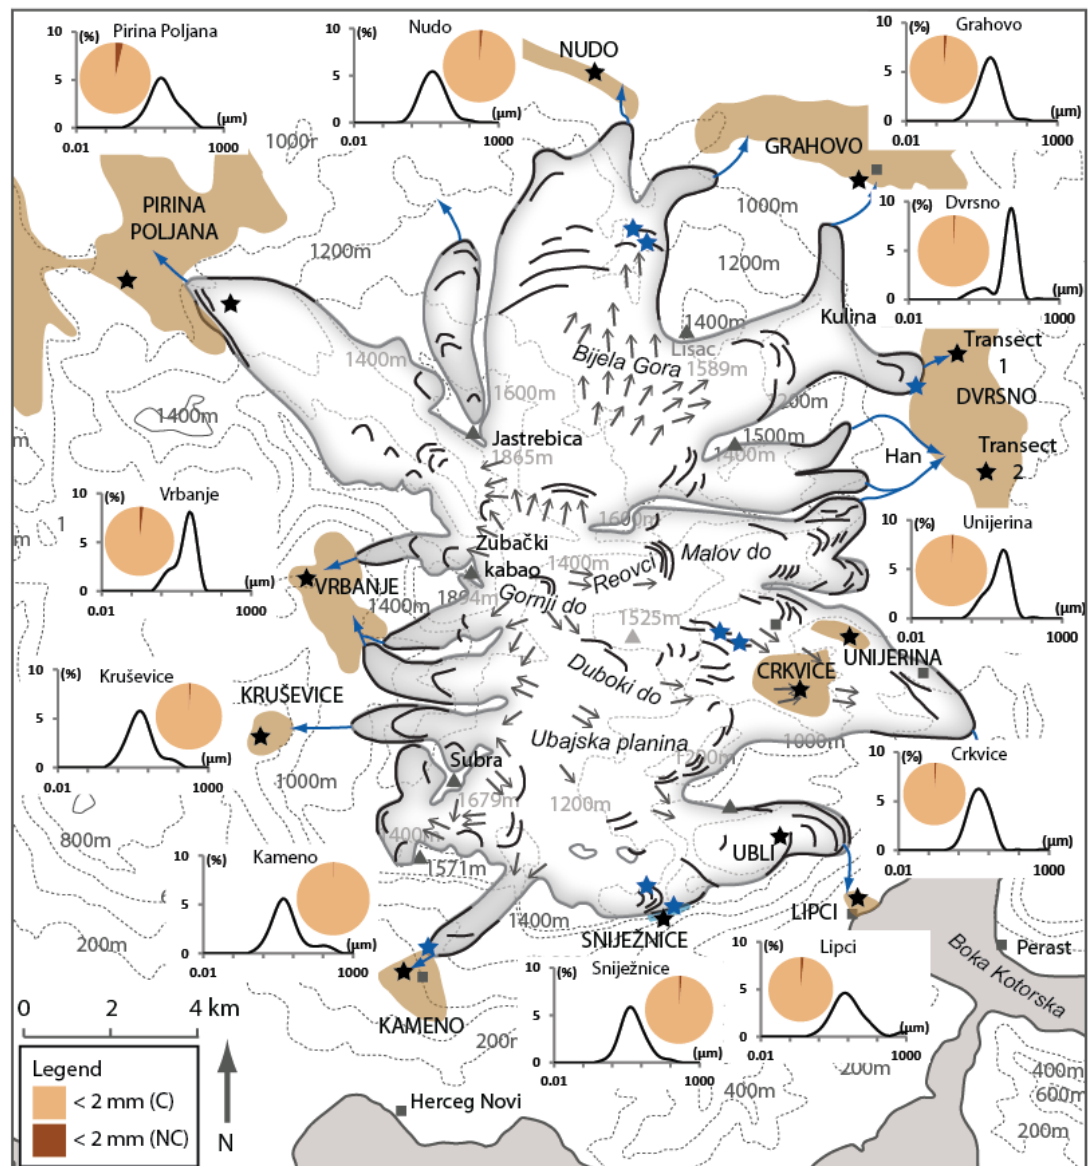 10
(%)
Pirina Poljana
5
0
(µm)
0.01
1000
10
(%)
Nudo
5
0
(µm)
0.01
1000
NUDO
10
(%)
Grahovo
5
0
(µm)
0.01
1000
1000r
GRAHOVO
PIRINA
POLJANA
1000m
10
(%)
Dvrsno
5
0
(µm)
0.01
1000
1200m
1200m
Kulina
1400m
Lisac
1589m
Bijela Gora
1400m
Transect
1
DVRSNO
1600m
200m
1400m
m
Jastrebica
1865m
1500m
1400m
Han
Transect
2
10
(%)
Vrbanje
5
0
(µm)
0.01
1000
1
m
1600m
10
(%)
Unijerina
5
0
(µm)
0.01
1000
Zubački
kabao
1894m
1400m
Reovci
Malov do
VRBANJE
1400m
Gornji do
1525m
UNIJERINA
CRKVICE
Duboki do
10
(%)
Kruševice
5
0
(µm)
0.01
1000
KRUŠEVICE
Ubajska planina
1000m
1200m
Subra
1679m
1000m
1200m
10
(%)
Crkvice
5
0
(µm)
0.01
1000
800m
1400m
1571m
UBLI
10
(%)
Kameno
5
0
(µm)
0.01
1000
LIPCI
1400m
SNIJEŽNICE
200m
Perast
Boka Kotorska
10
(%)
Sniježnice
5
0
(µm)
0.01
1000
10
(%)
Lipci
5
0
(µm)
0.01
1000
0 2 4 km
KAMENO
200r
200m
400m
400m
600m
200m
Legend
< 2 mm (C)
< 2 mm (NC)
N
Herceg Novi